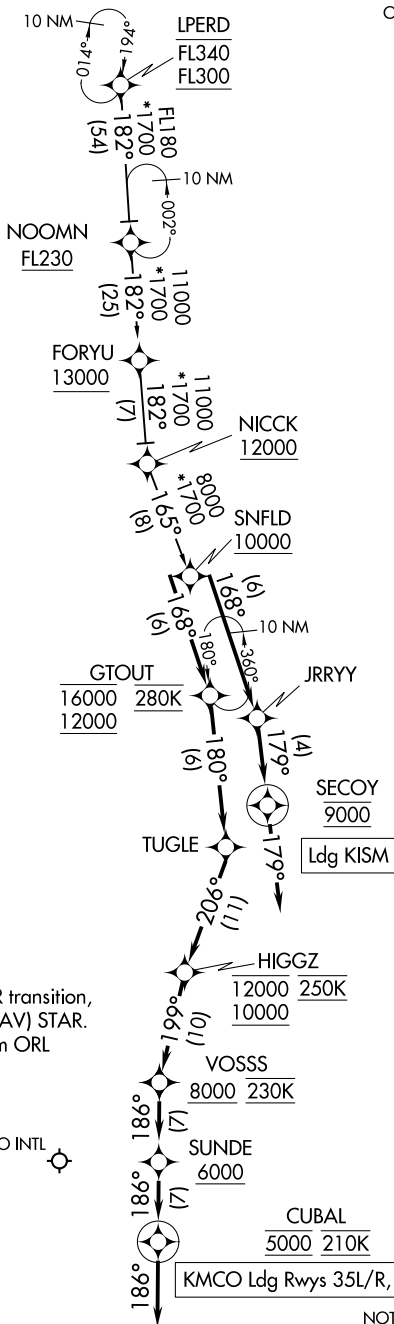 O
10 NM
014°
194°
LPERD
FL340
FL300
FL180
*1700
182°
(54)
10 NM
002°
NOOMN
FL230
11000
*1700
182°
(25)
FORYU
13000
11000
*1700
182°
(7)
NICCK
12000
8000
*1700
165°
(8)
SNFLD
10000
168°
(6)
(6)
168°
180°
360°
10 NM
GTOUT
16000 280K
12000
JRRYY
179°
(4)
180°
(6)
SECOY
9000
179°
Ldg KISM
TUGLE
206°
(11)
HIGGZ
12000 250K
10000
199°
(10)
R transition,
AV) STAR.
m ORL
VOSSS
8000 230K
186°
(7)
O INTL
SUNDE
6000
186°
(7)
CUBAL
5000 210K
186°
KMCO Ldg Rwys 35L/R,
NOT